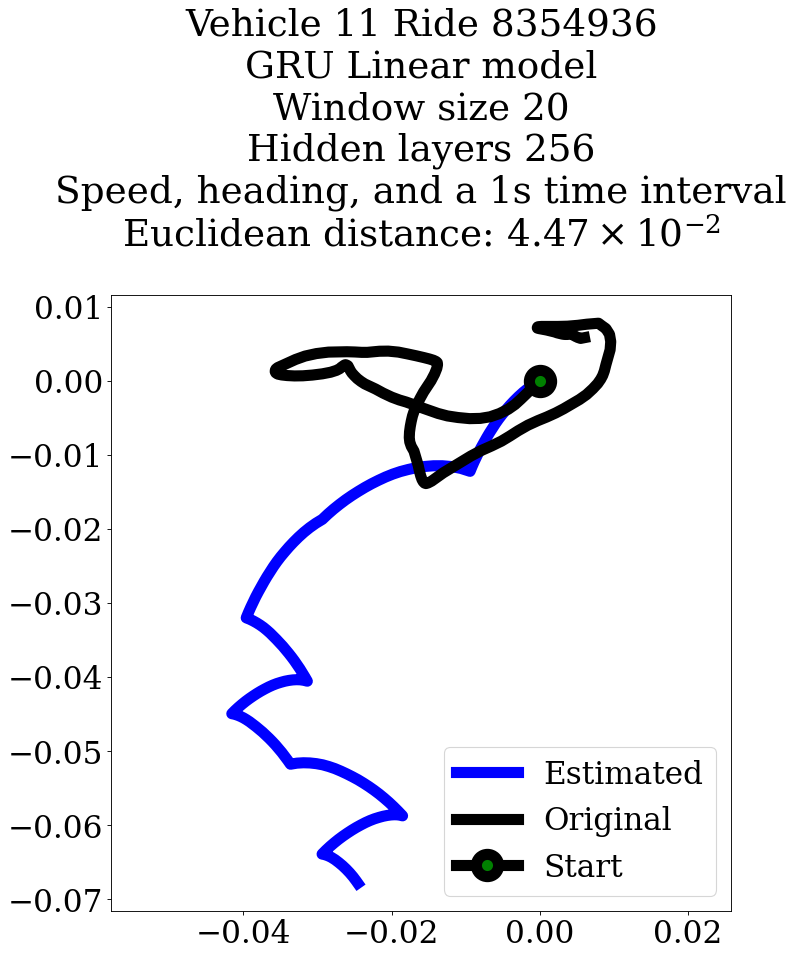 Vehicle 11 Ride 8354936
GRU Linear model
Window size 20
Hidden layers 256
Speed, heading, and a 1s time interval
Euclidean distance: 4.47 × 10⁻²
0.01
0.00
−0.01
−0.02
−0.03
−0.04
−0.05
−0.06
−0.07
Estimated
Original
Start
−0.04
−0.02
0.00
0.02